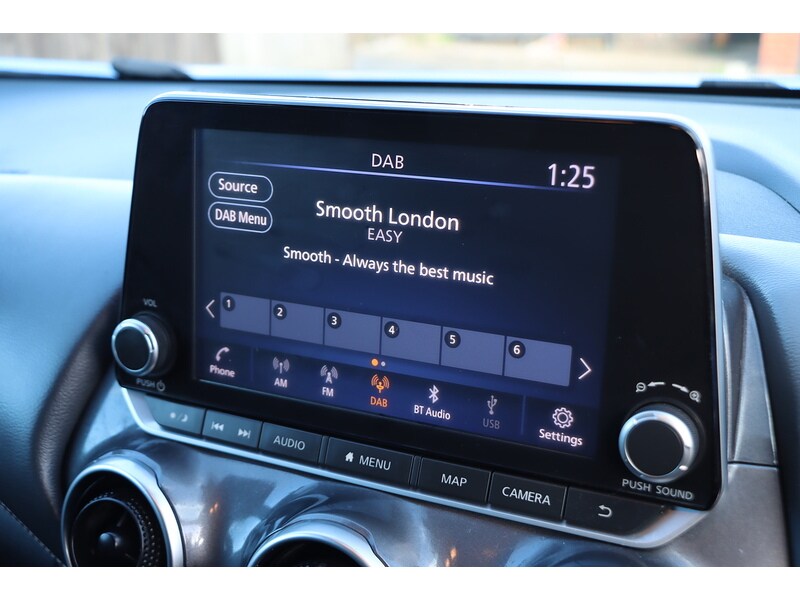 DAB
1:25
Source
DAB Menu
Smooth London
EASY
Smooth - Always the best music
1 2 3 4 5 6
Phone
AM
FM
DAB
BT Audio
USB
Settings
VOL
PUSH
PUSH SOUND
AUDIO
MENU
MAP
CAMERA